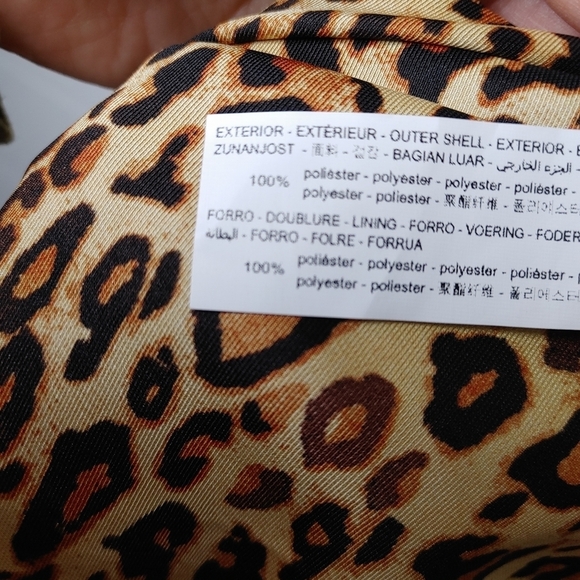 EXTERIOR - EXTÉRIEUR - OUTER SHELL - EXTERIOR -
ZUNANJOST - 面料 - 겉감 - BAGIAN LUAR - الجزء الخارجي -
100% poliéster - polyester - polyester - poliéster -
polyester - poliester - 聚酯纤维 - 폴리에스터
FORRO - DOUBLURE - LINING - FORRO - VOERING - FODER
البطانه - FORRO - FOLRE - FORRUA
100% poliéster - polyester - polyester - poliéster -
polyester - poliester - 聚酯纤维 - 폴리에스터